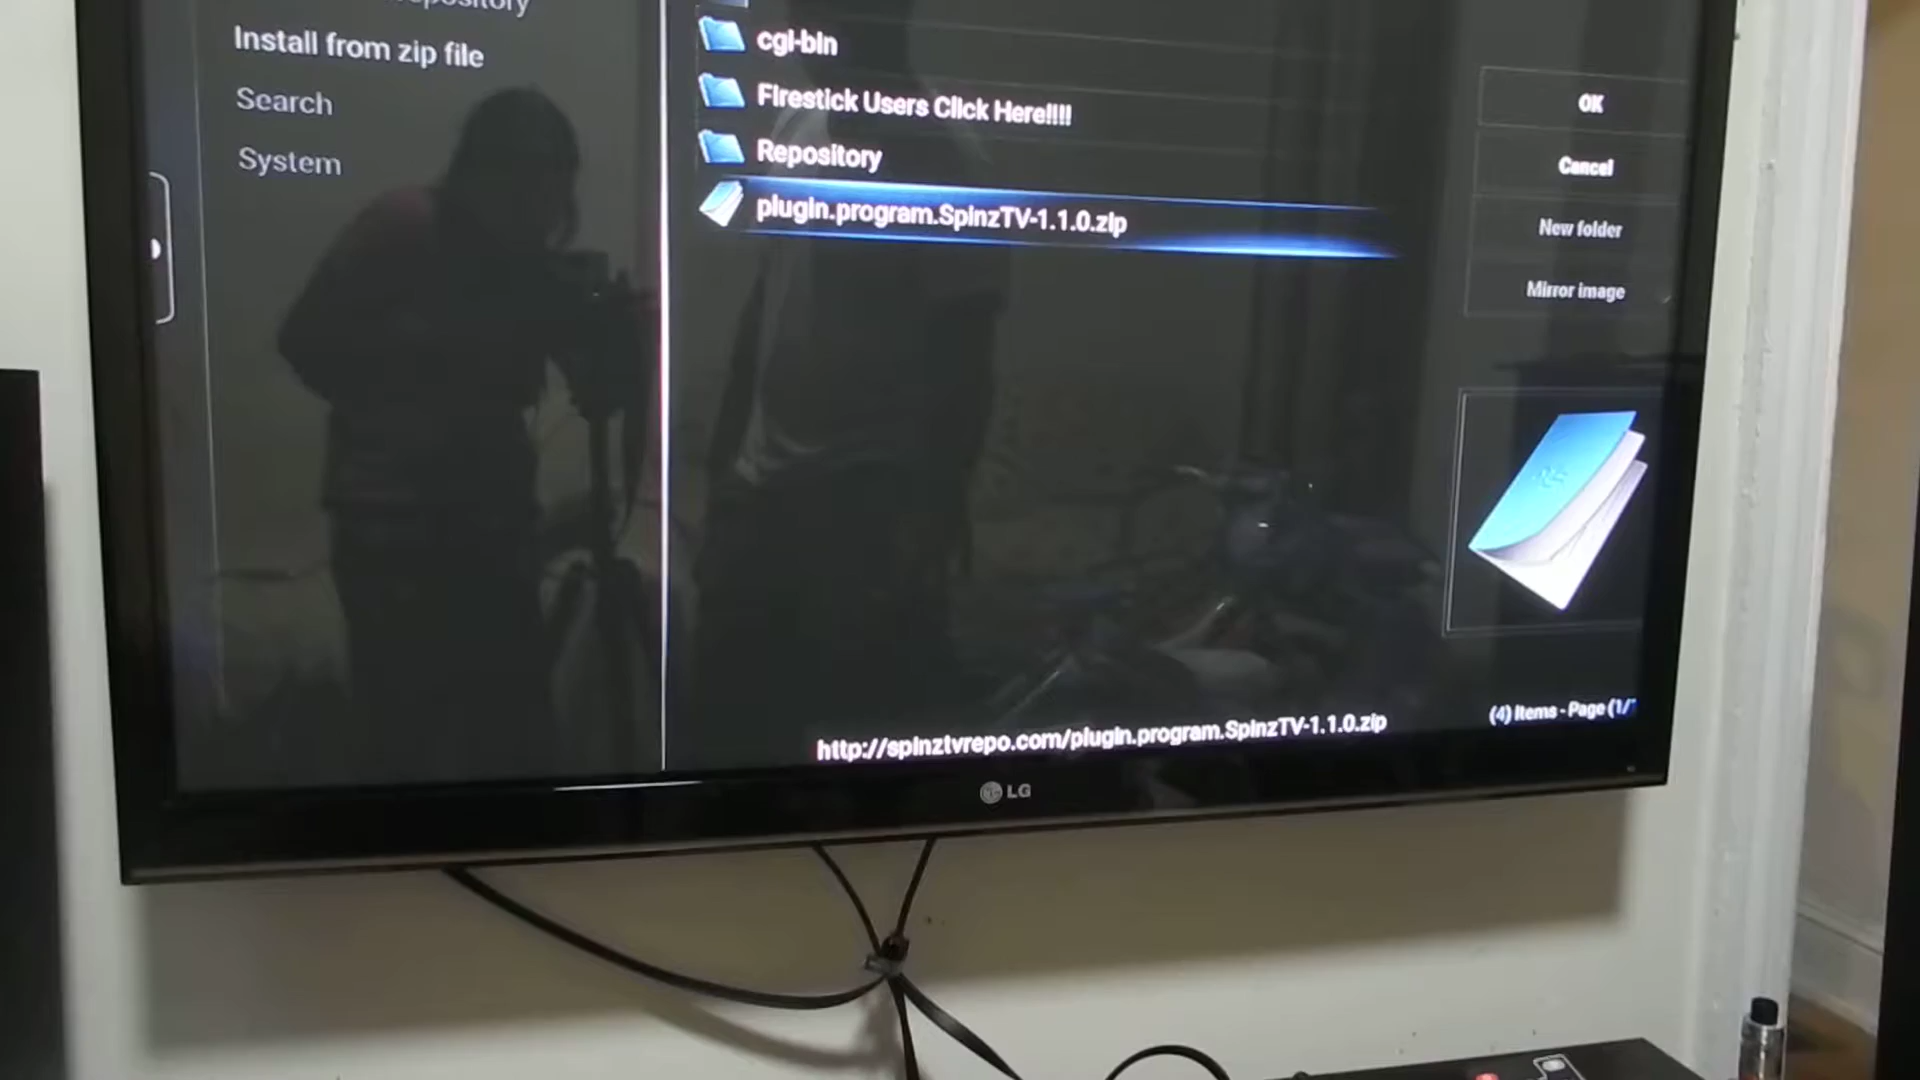 Install from zip file
Search
System
cgi-bin
Firestick Users Click Here!!!!
Repository
plugin.program.SpinzTV-1.1.0.zip
OK
Cancel
New folder
Mirror image
(4) Items - Page (1/
http://spinztvrepo.com/plugin.program.SpinzTV-1.1.0.zip
LG